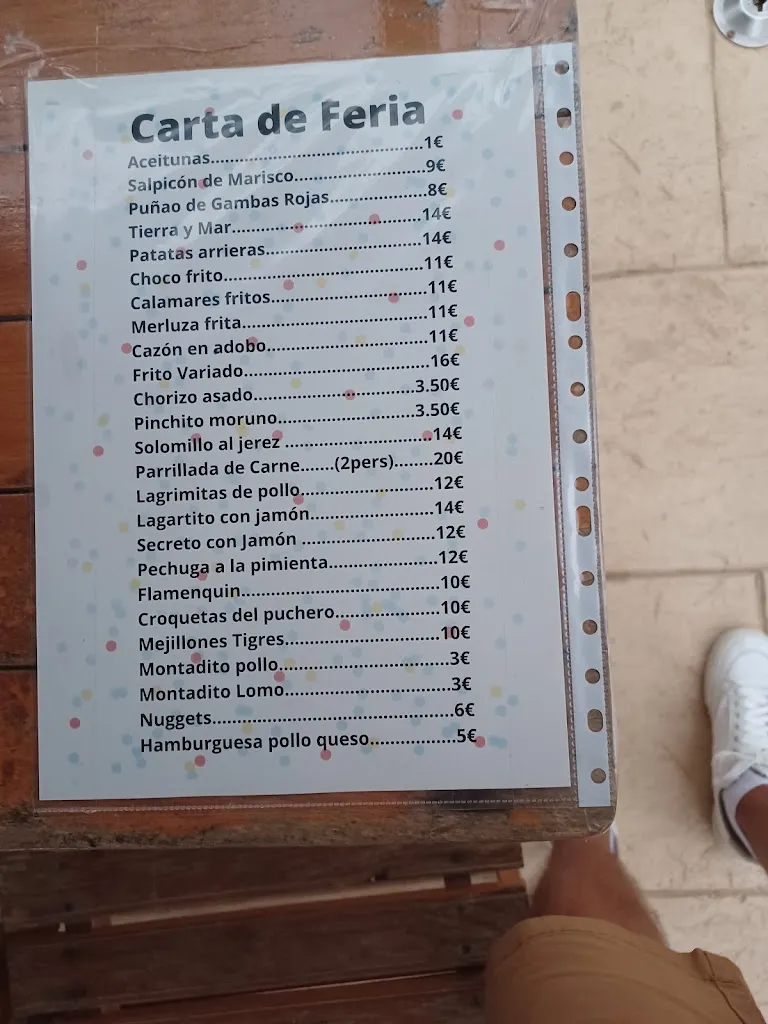 Carta de Feria
Aceitunas.......................................1€
Salpicón de Marisco........................9€
Puñao de Gambas Rojas.................8€
Tierra y Mar...................................14€
Patatas arrieras.............................14€
Choco frito.....................................11€
Calamares fritos............................11€
Merluza frita..................................11€
Cazón en adobo.............................11€
Frito Variado..................................16€
Chorizo asado.............................3.50€
Pinchito moruno.........................3.50€
Solomillo al jerez ..........................14€
Parrillada de Carne.......(2pers)........20€
Lagrimitas de pollo........................12€
Lagartito con jamón......................14€
Secreto con Jamón ........................12€
Pechuga a la pimienta....................12€
Flamenquin....................................10€
Croquetas del puchero...................10€
Mejillones Tigres............................10€
Montadito pollo...............................3€
Montadito Lomo..............................3€
Nuggets...........................................6€
Hamburguesa pollo queso................5€